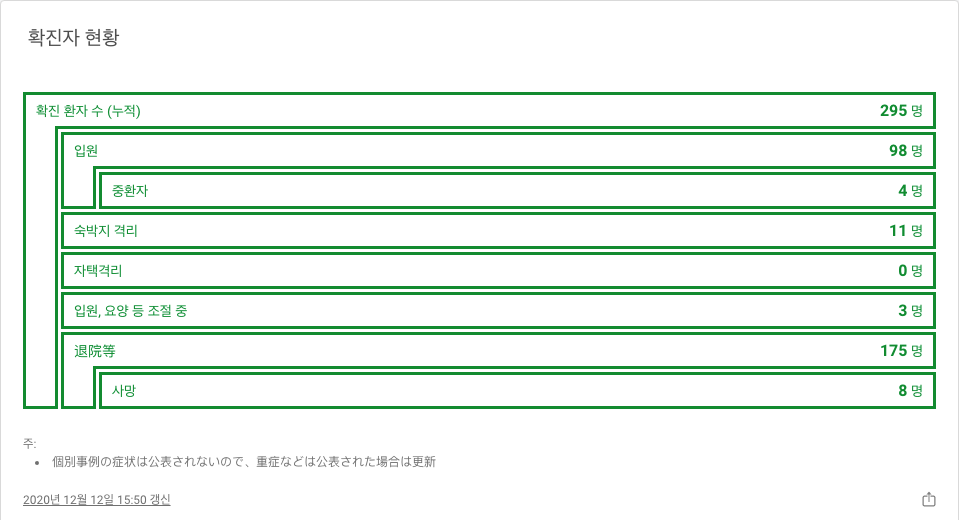 확진자 현황
확진 환자 수 (누적) 295 명
입원 98 명
중환자 4 명
숙박지 격리 11 명
자택격리 0 명
입원, 요양 등 조절 중 3 명
退院等 175 명
사망 8 명
주:
• 個別事例の症状は公表されないので、重症などは公表された場合は更新
2020년 12월 12일 15:50 갱신